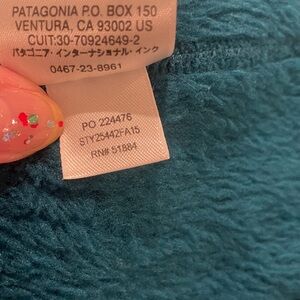 PATAGONIA P.O. BOX 150
VENTURA, CA 93002 US
CUIT:30-70924649-2
パタゴニア・インターナショナル・インク
0467-23-8961
PO 224476
STY25442FA15
RN# 51884